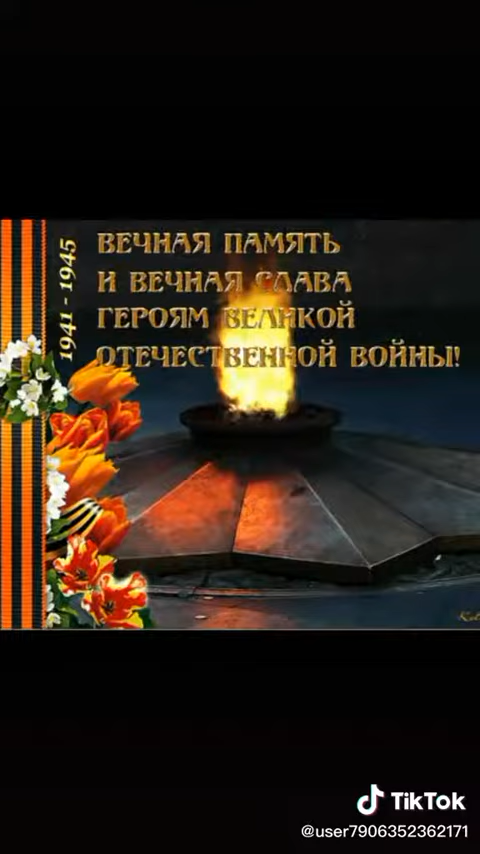 1941 - 1945
ВЕЧНАЯ ПАМЯТЬ
И ВЕЧНАЯ СЛАВА
ГЕРОЯМ ВЕЛИКОЙ
ОТЕЧЕСТВЕННОЙ ВОЙНЫ!
TikTok
@user7906352362171